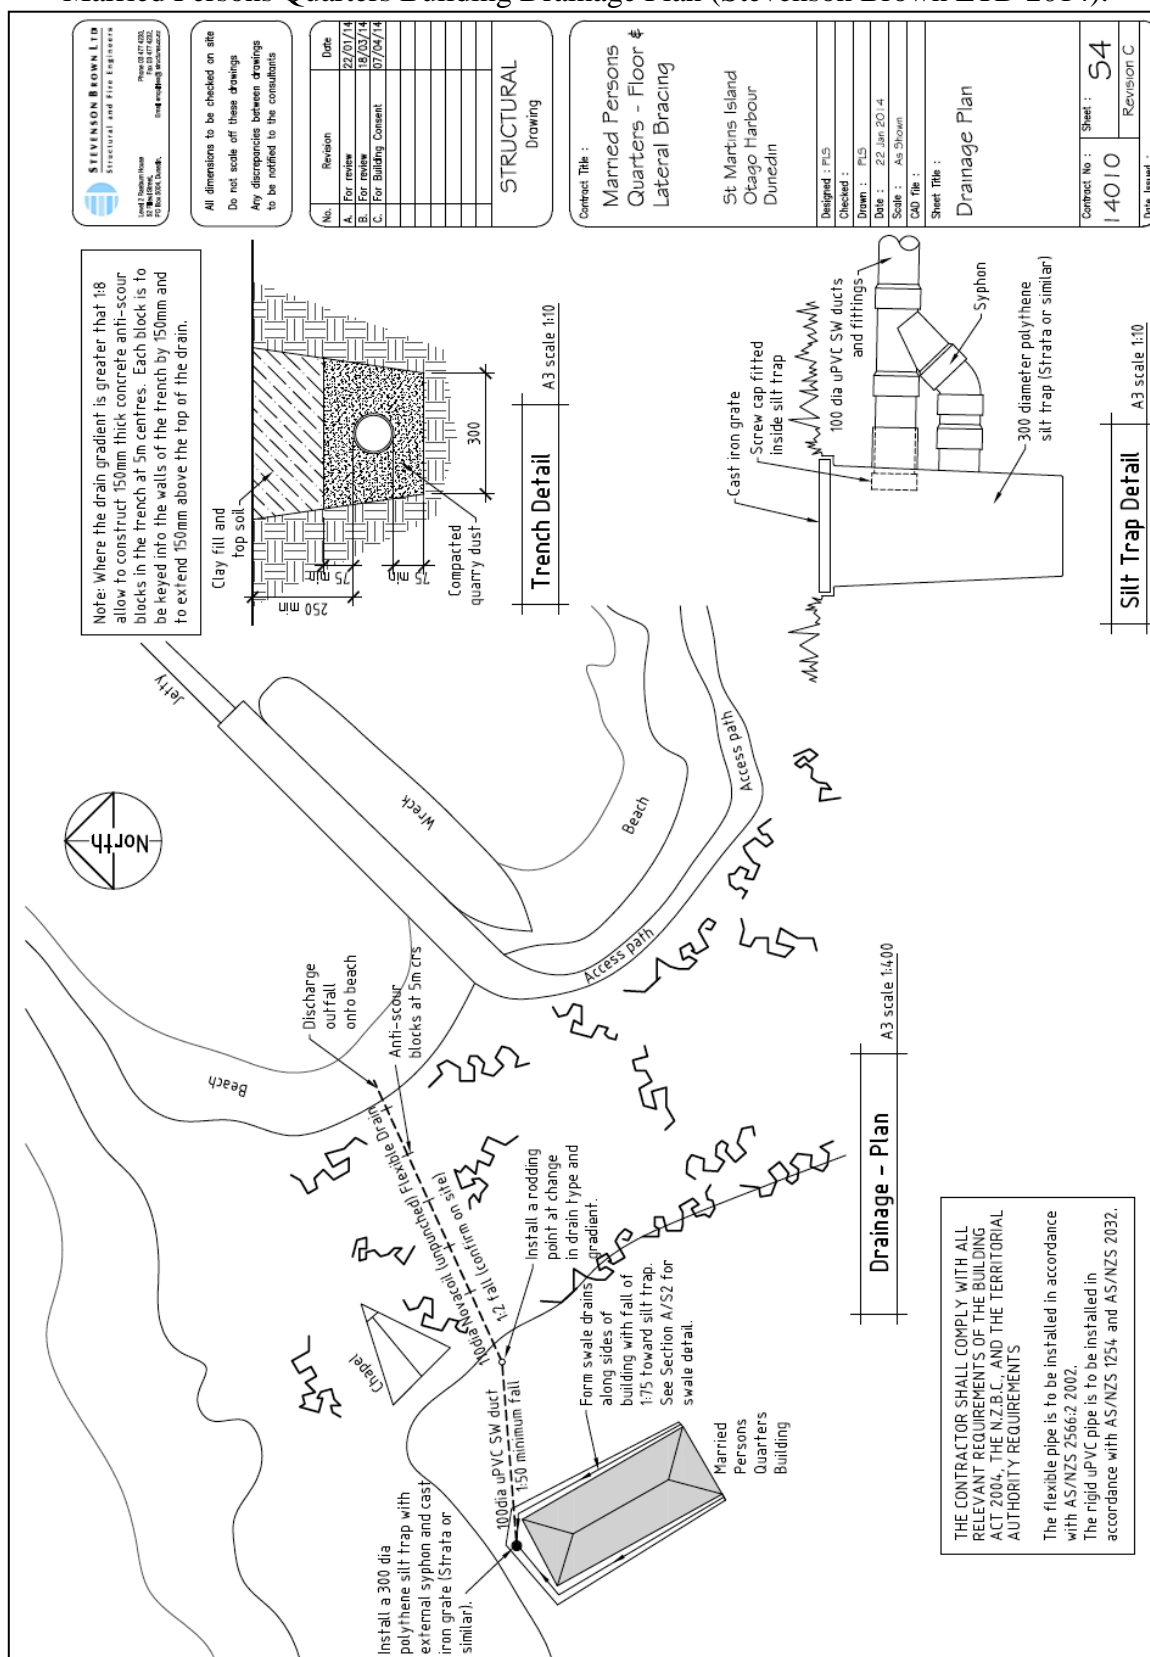 Married Persons Quarters Building Drainage Plan (Stevenson Brown LTD 2014).
STEVENSON BROWN LTD
Structural and Fire Engineers
All dimensions to be checked on site
Do not scale off these drawings
Any discrepancies between drawings
to be notified to the consultants
No. Revision Date
A. For review 22/01/14
B. For review 18/03/14
C. For Building Consent 07/04/14
STRUCTURAL
Drawing
Contract Title :
Married Persons
Quarters - Floor &
Lateral Bracing
St Martins Island
Otago Harbour
Dunedin
Designed : PLS
Checked :
Drawn : PLS
Date : 22 Jan 2014
Scale : As Shown
CAD file :
Sheet Title :
Drainage Plan
Contract No : 14010
Sheet : S4
Revision C
Date Issued :
Note: Where the drain gradient is greater that 1:8
allow to construct 150mm thick concrete anti-scour
blocks in the trench at 5m centres. Each block is to
be keyed into the walls of the trench by 150mm and
to extend 150mm above the top of the drain.
Clay fill and
top soil
250 min
75 min
75 min
Compacted
quarry dust
300
Trench Detail
A3 scale 1:10
Cast iron grate
Screw cap fitted
inside silt trap
100 dia uPVC SW ducts
and fittings
Syphon
300 diameter polythene
silt trap (Strata or similar)
Silt Trap Detail
A3 scale 1:10
North
Jetty
Wreck
Beach
Access path
Access path
Beach
Discharge
outfall
onto beach
Anti-scour
blocks at 5m crs
110dia Novacoil (unpunched) Flexible Drain
1:2 fall (confirm on site)
Install a rodding
point at change
in drain type and
gradient.
Chapel
100dia uPVC SW duct
1:50 minimum fall
Form swale drains
along sides of
building with fall of
1:75 toward silt trap.
See Section A/S2 for
swale detail.
Married
Persons
Quarters
Building
Install a 300 dia
polythene silt trap with
external syphon and cast
iron grate (Strata or
similar).
Drainage - Plan
A3 scale 1:400
THE CONTRACTOR SHALL COMPLY WITH ALL
RELEVANT REQUIREMENTS OF THE BUILDING
ACT 2004, THE N.Z.B.C., AND THE TERRITORIAL
AUTHORITY REQUIREMENTS
The flexible pipe is to be installed in accordance
with AS/NZS 2566:2 2002.
The rigid uPVC pipe is to be installed in
accordance with AS/NZS 1254 and AS/NZS 2032.